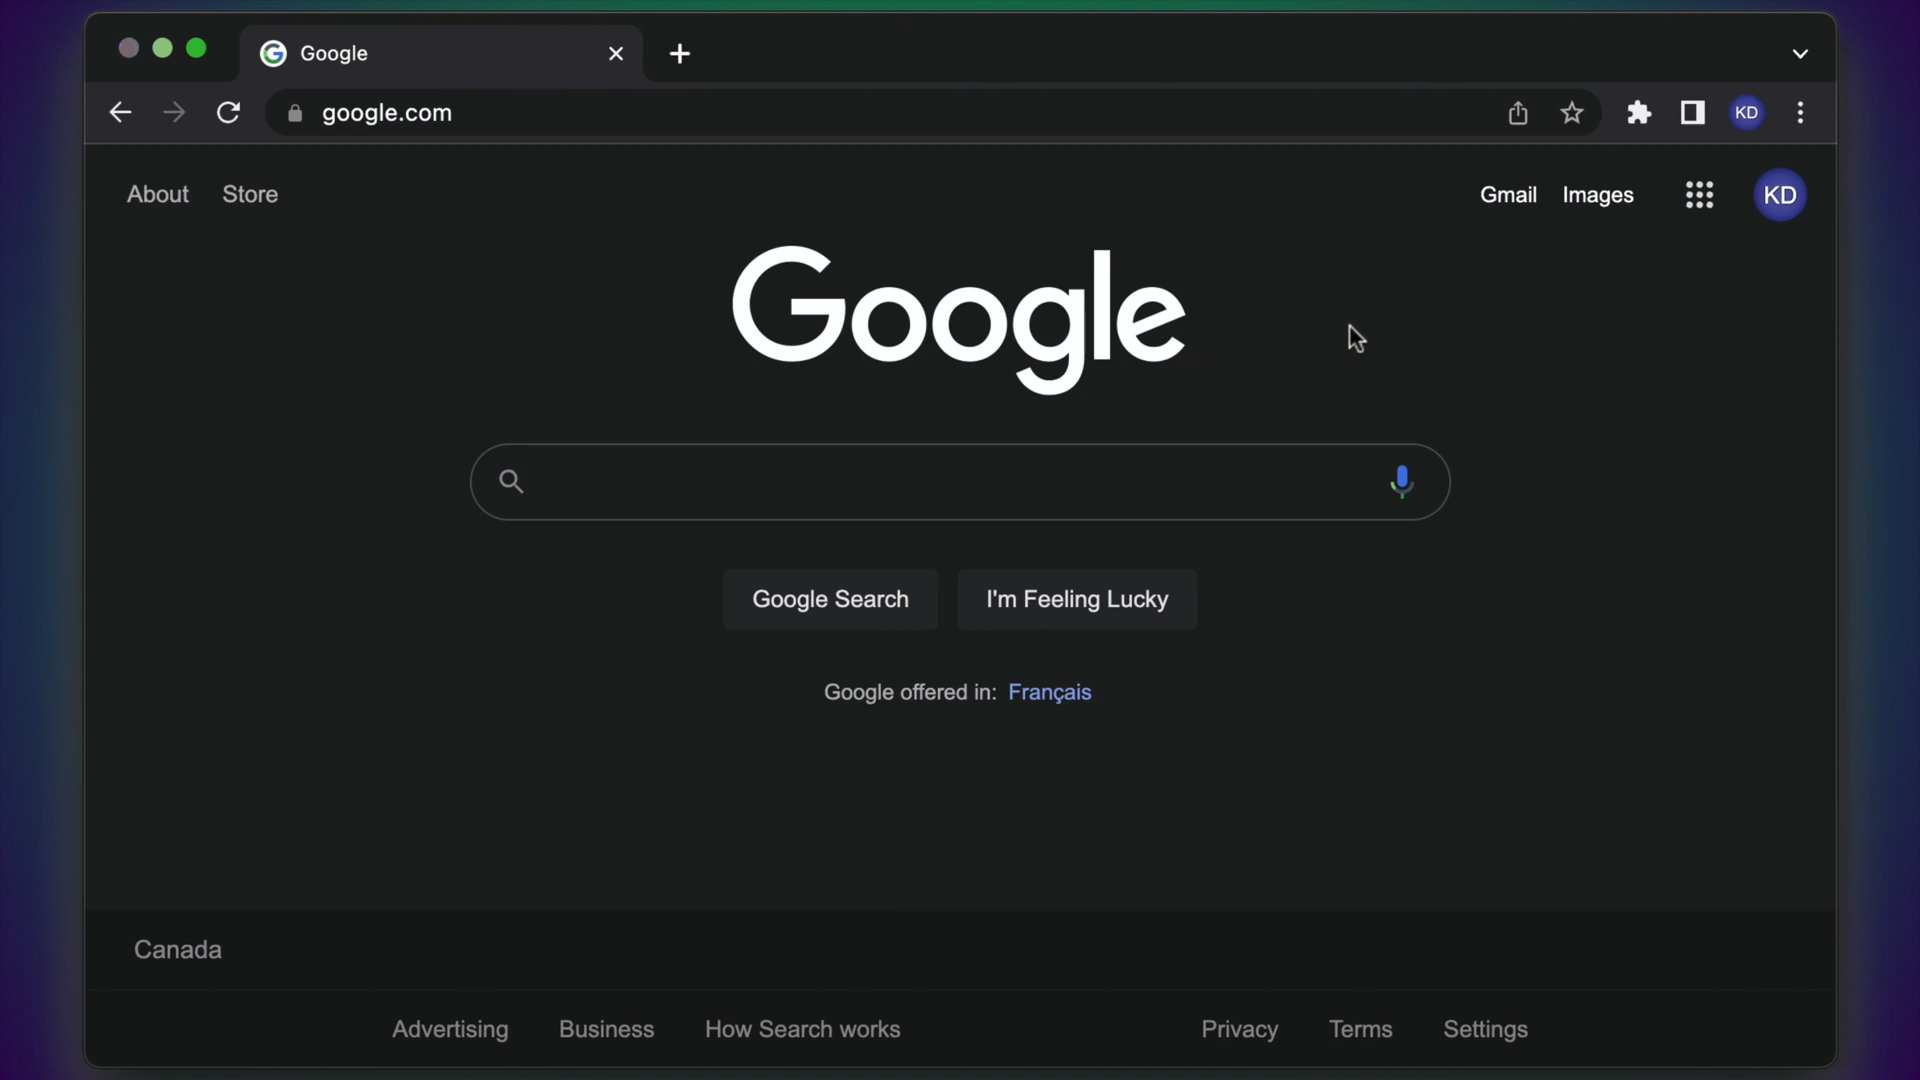 Google
google.com
KD
About Store
Gmail Images
KD
Google
Google Search
I'm Feeling Lucky
Google offered in: Français
Canada
Advertising Business How Search works
Privacy Terms Settings